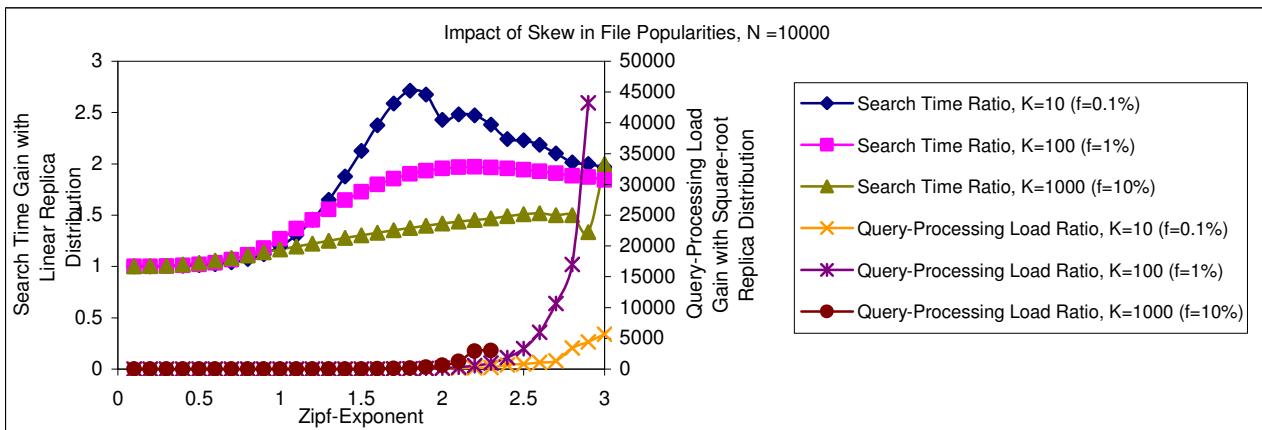 Impact of Skew in File Popularities, N =10000
Search Time Gain with
Linear Replica
Distribution
3
2.5
2
1.5
1
0.5
0
0
0.5
1
1.5
2
2.5
3
Zipf-Exponent
50000
45000
40000
35000
30000
25000
20000
15000
10000
5000
0
Query-Processing Load
Gain with Square-root
Replica Distribution
Search Time Ratio, K=10 (f=0.1%)
Search Time Ratio, K=100 (f=1%)
Search Time Ratio, K=1000 (f=10%)
Query-Processing Load Ratio, K=10 (f=0.1%)
Query-Processing Load Ratio, K=100 (f=1%)
Query-Processing Load Ratio, K=1000 (f=10%)